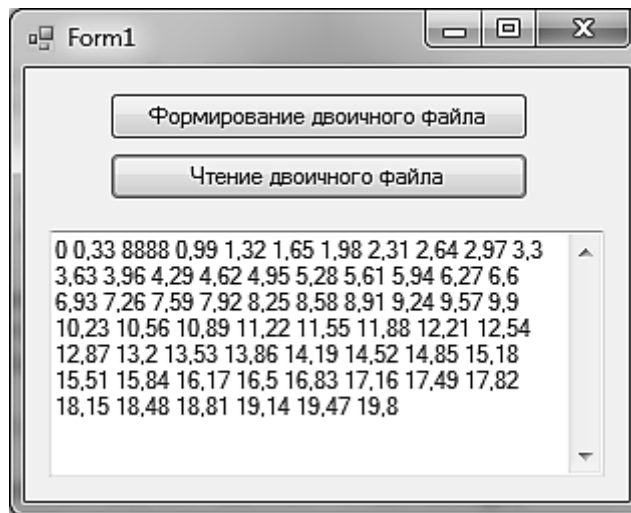 Form1
Формирование двоичного файла
Чтение двоичного файла
0 0,33 8888 0,99 1,32 1,65 1,98 2,31 2,64 2,97 3,3
3,63 3,96 4,29 4,62 4,95 5,28 5,61 5,94 6,27 6,6
6,93 7,26 7,59 7,92 8,25 8,58 8,91 9,24 9,57 9,9
10,23 10,56 10,89 11,22 11,55 11,88 12,21 12,54
12,87 13,2 13,53 13,86 14,19 14,52 14,85 15,18
15,51 15,84 16,17 16,5 16,83 17,16 17,49 17,82
18,15 18,48 18,81 19,14 19,47 19,8